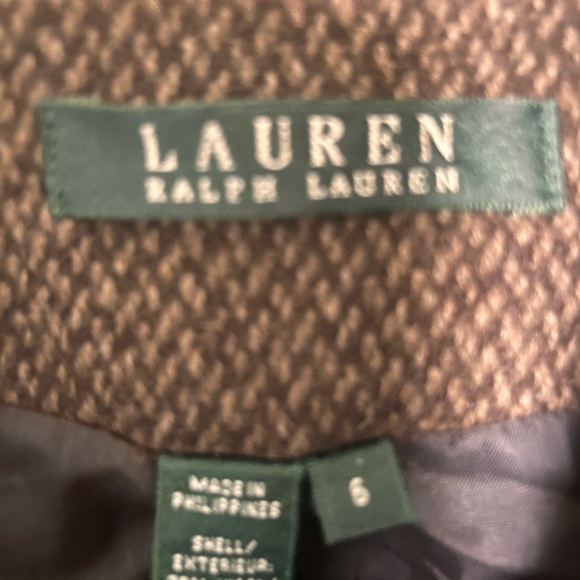 LAUREN
RALPH LAUREN
MADE IN
PHILIPPINES
6
SHELL/
EXTERIEUR: